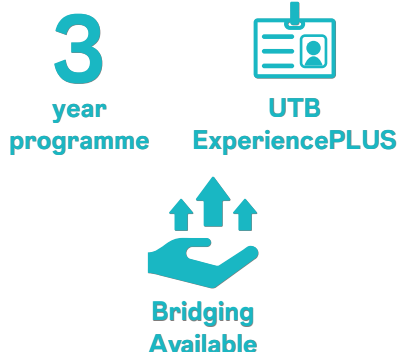 3
year
programme
UTB
ExperiencePLUS
Bridging
Available